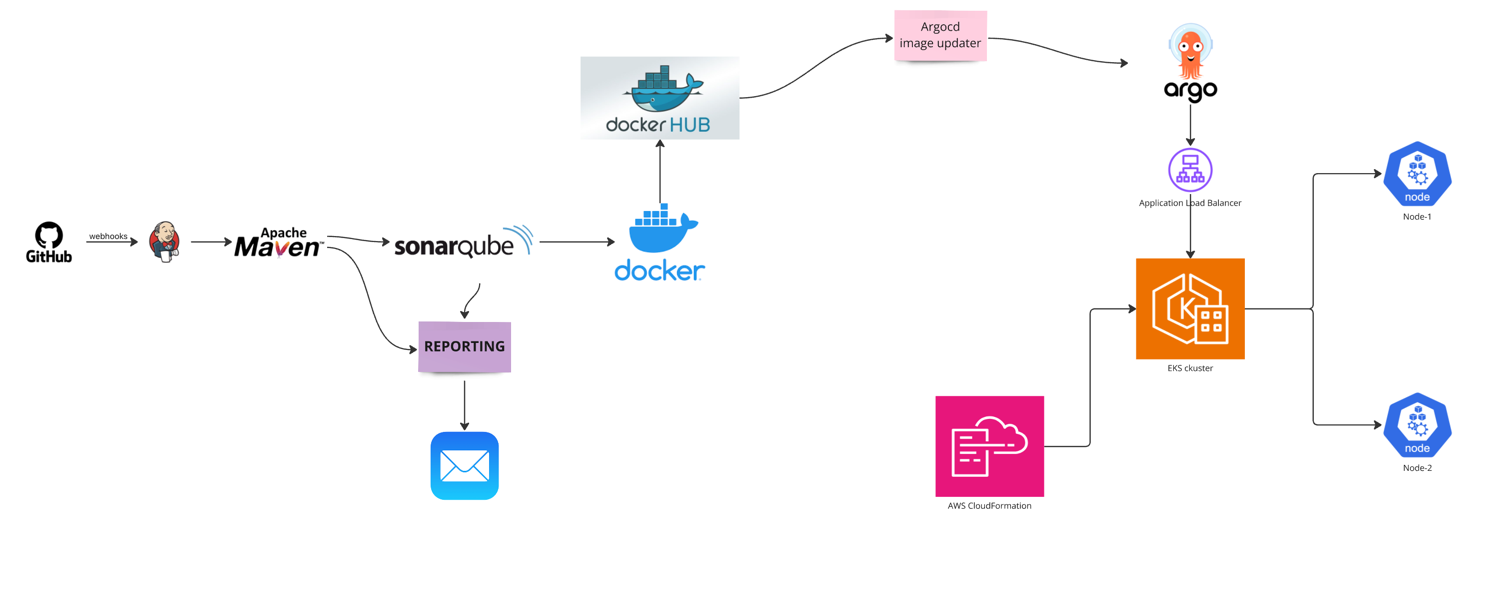 GitHub
webhooks
Apache
Maven™
sonarqube
REPORTING
docker
docker HUB
Argocd
image updater
argo
Application Load Balancer
K
EKS ckuster
AWS CloudFormation
node
Node-1
node
Node-2